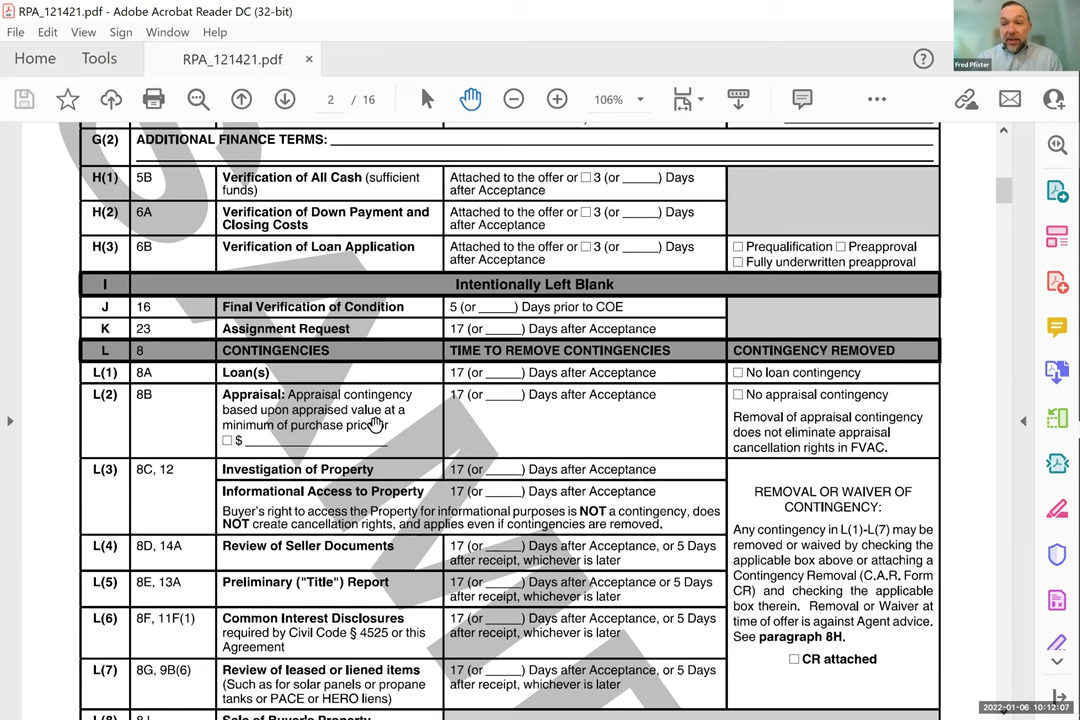 RPA_121421.pdf - Adobe Acrobat Reader DC (32-bit)
File Edit View Sign Window Help
Home Tools RPA_121421.pdf ×
2 / 16 106%
Fred Pfister
G(2) ADDITIONAL FINANCE TERMS:
H(1) 5B Verification of All Cash (sufficient funds) Attached to the offer or ☐ 3 (or _____) Days after Acceptance
H(2) 6A Verification of Down Payment and Closing Costs Attached to the offer or ☐ 3 (or _____) Days after Acceptance
H(3) 6B Verification of Loan Application Attached to the offer or ☐ 3 (or _____) Days after Acceptance ☐ Prequalification ☐ Preapproval
☐ Fully underwritten preapproval
I Intentionally Left Blank
J 16 Final Verification of Condition 5 (or _____) Days prior to COE
K 23 Assignment Request 17 (or _____) Days after Acceptance
L 8 CONTINGENCIES TIME TO REMOVE CONTINGENCIES CONTINGENCY REMOVED
L(1) 8A Loan(s) 17 (or _____) Days after Acceptance ☐ No loan contingency
L(2) 8B Appraisal: Appraisal contingency 17 (or _____) Days after Acceptance ☐ No appraisal contingency
based upon appraised value at a
minimum of purchase price or
☐ $
Removal of appraisal contingency
does not eliminate appraisal
cancellation rights in FVAC.
L(3) 8C, 12 Investigation of Property 17 (or _____) Days after Acceptance
Informational Access to Property 17 (or _____) Days after Acceptance
Buyer's right to access the Property for informational purposes is NOT a contingency, does
NOT create cancellation rights, and applies even if contingencies are removed.
L(4) 8D, 14A Review of Seller Documents 17 (or _____) Days after Acceptance, or 5 Days
after receipt, whichever is later
L(5) 8E, 13A Preliminary ("Title") Report 17 (or _____) Days after Acceptance or 5 Days
after receipt, whichever is later
L(6) 8F, 11F(1) Common Interest Disclosures 17 (or _____) Days after Acceptance, or 5 Days
required by Civil Code § 4525 or this after receipt, whichever is later
Agreement
L(7) 8G, 9B(6) Review of leased or liened items 17 (or _____) Days after Acceptance, or 5 Days
(Such as for solar panels or propane after receipt, whichever is later
tanks or PACE or HERO liens)
REMOVAL OR WAIVER OF
CONTINGENCY:
Any contingency in L(1)-L(7) may be
removed or waived by checking the
applicable box above or attaching a
Contingency Removal (C.A.R. Form
CR) and checking the applicable
box therein. Removal or Waiver at
time of offer is against Agent advice.
See paragraph 8H.
☐ CR attached
2022-01-06 10:12:07